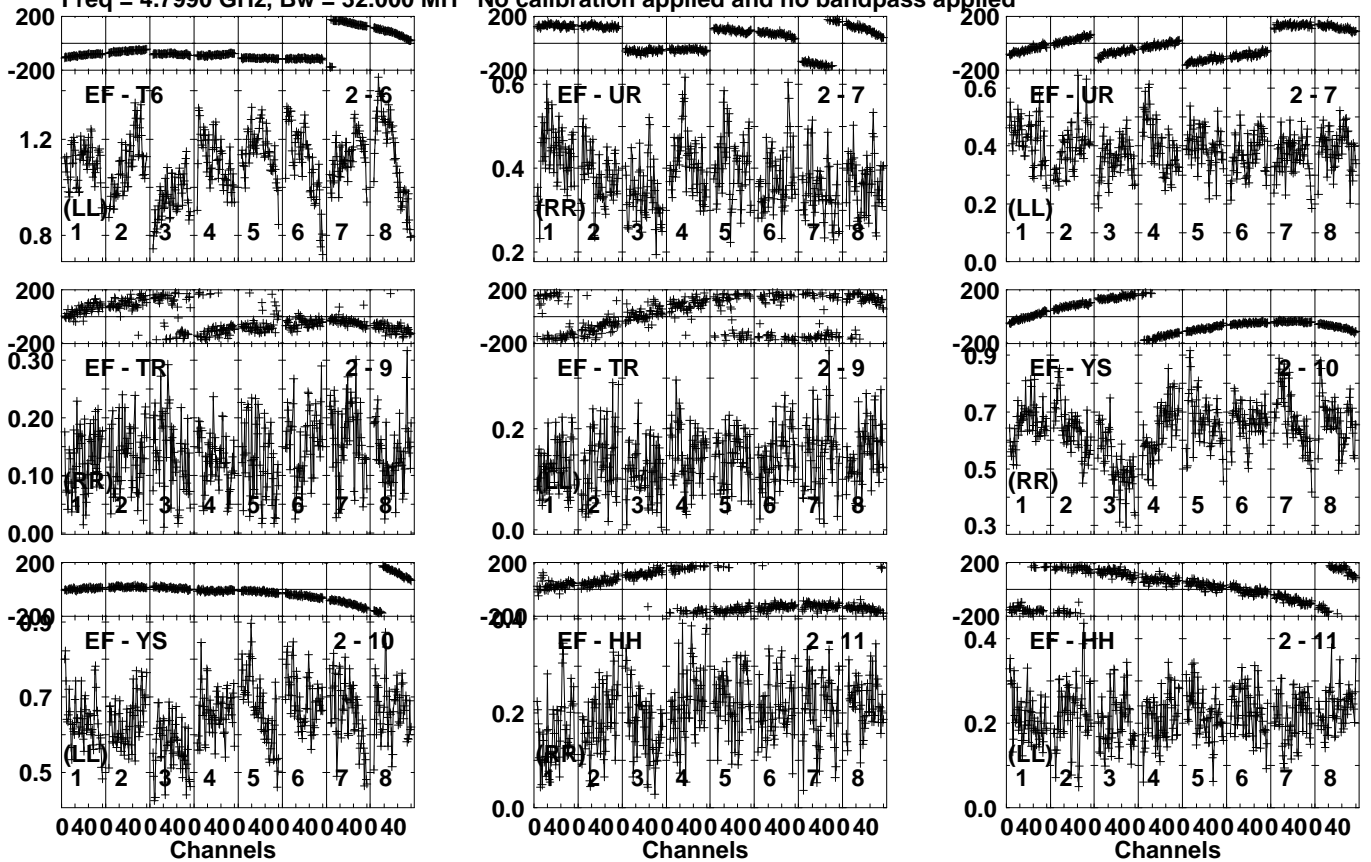 Freq = 4.7990 GHz, Bw = 32.000 MH No calibration applied and no bandpass applied
200 200 200
-200 -200 -200
EF - T6 2 - 6 EF - UR 2 - 7 EF - UR 2 - 7
1.2 0.6 0.6
0.4 0.4
(LL) (RR) (LL)
0.8 0.2 0.2
0.0
1 2 3 4 5 6 7 8 1 2 3 4 5 6 7 8 1 2 3 4 5 6 7 8
200 200 200
-200 -200 -200
EF - TR 2 - 9 EF - TR 2 - 9 EF - YS 2 - 10
0.30 0.9
0.20 0.2 0.7
0.10 0.5
(RR) (LL) (RR)
0.00 0.0 0.3
1 2 3 4 5 6 7 8 1 2 3 4 5 6 7 8 1 2 3 4 5 6 7 8
200 200 200
-200 -200 -200
EF - YS 2 - 10 EF - HH 2 - 11 EF - HH 2 - 11
0.9 0.4 0.4
0.7 0.2 0.2
0.5 0.0 0.0
(LL) (RR) (LL)
1 2 3 4 5 6 7 8 1 2 3 4 5 6 7 8 1 2 3 4 5 6 7 8
0 40 0 40 0 40 0 40 0 40 0 40 0 40 0 40 0 40 0 40 0 40 0 40 0 40 0 40 0 40 0 40 0 40 0 40 0 40 0 40 0 40 0 40 0 40 0 40
Channels Channels Channels